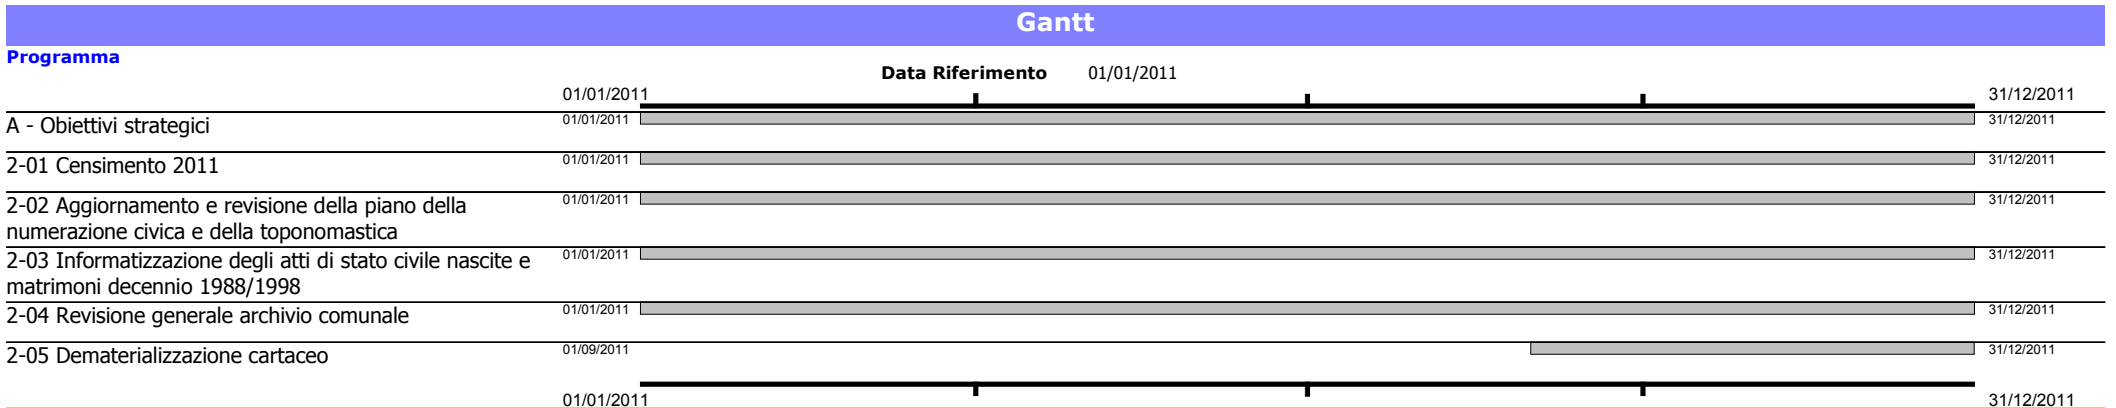 Gantt
Programma
Data Riferimento 01/01/2011
01/01/2011 31/12/2011
A - Obiettivi strategici 01/01/2011 31/12/2011
2-01 Censimento 2011 01/01/2011 31/12/2011
2-02 Aggiornamento e revisione della piano della 01/01/2011 31/12/2011
numerazione civica e della toponomastica
2-03 Informatizzazione degli atti di stato civile nascite e 01/01/2011 31/12/2011
matrimoni decennio 1988/1998
2-04 Revisione generale archivio comunale 01/01/2011 31/12/2011
2-05 Dematerializzazione cartaceo 01/09/2011 31/12/2011
01/01/2011 31/12/2011